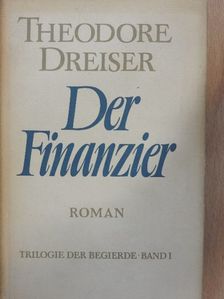 THEODORE
DREISER
Der
Finanzier
ROMAN
TRILOGIE DER BEGIERDE · BAND I